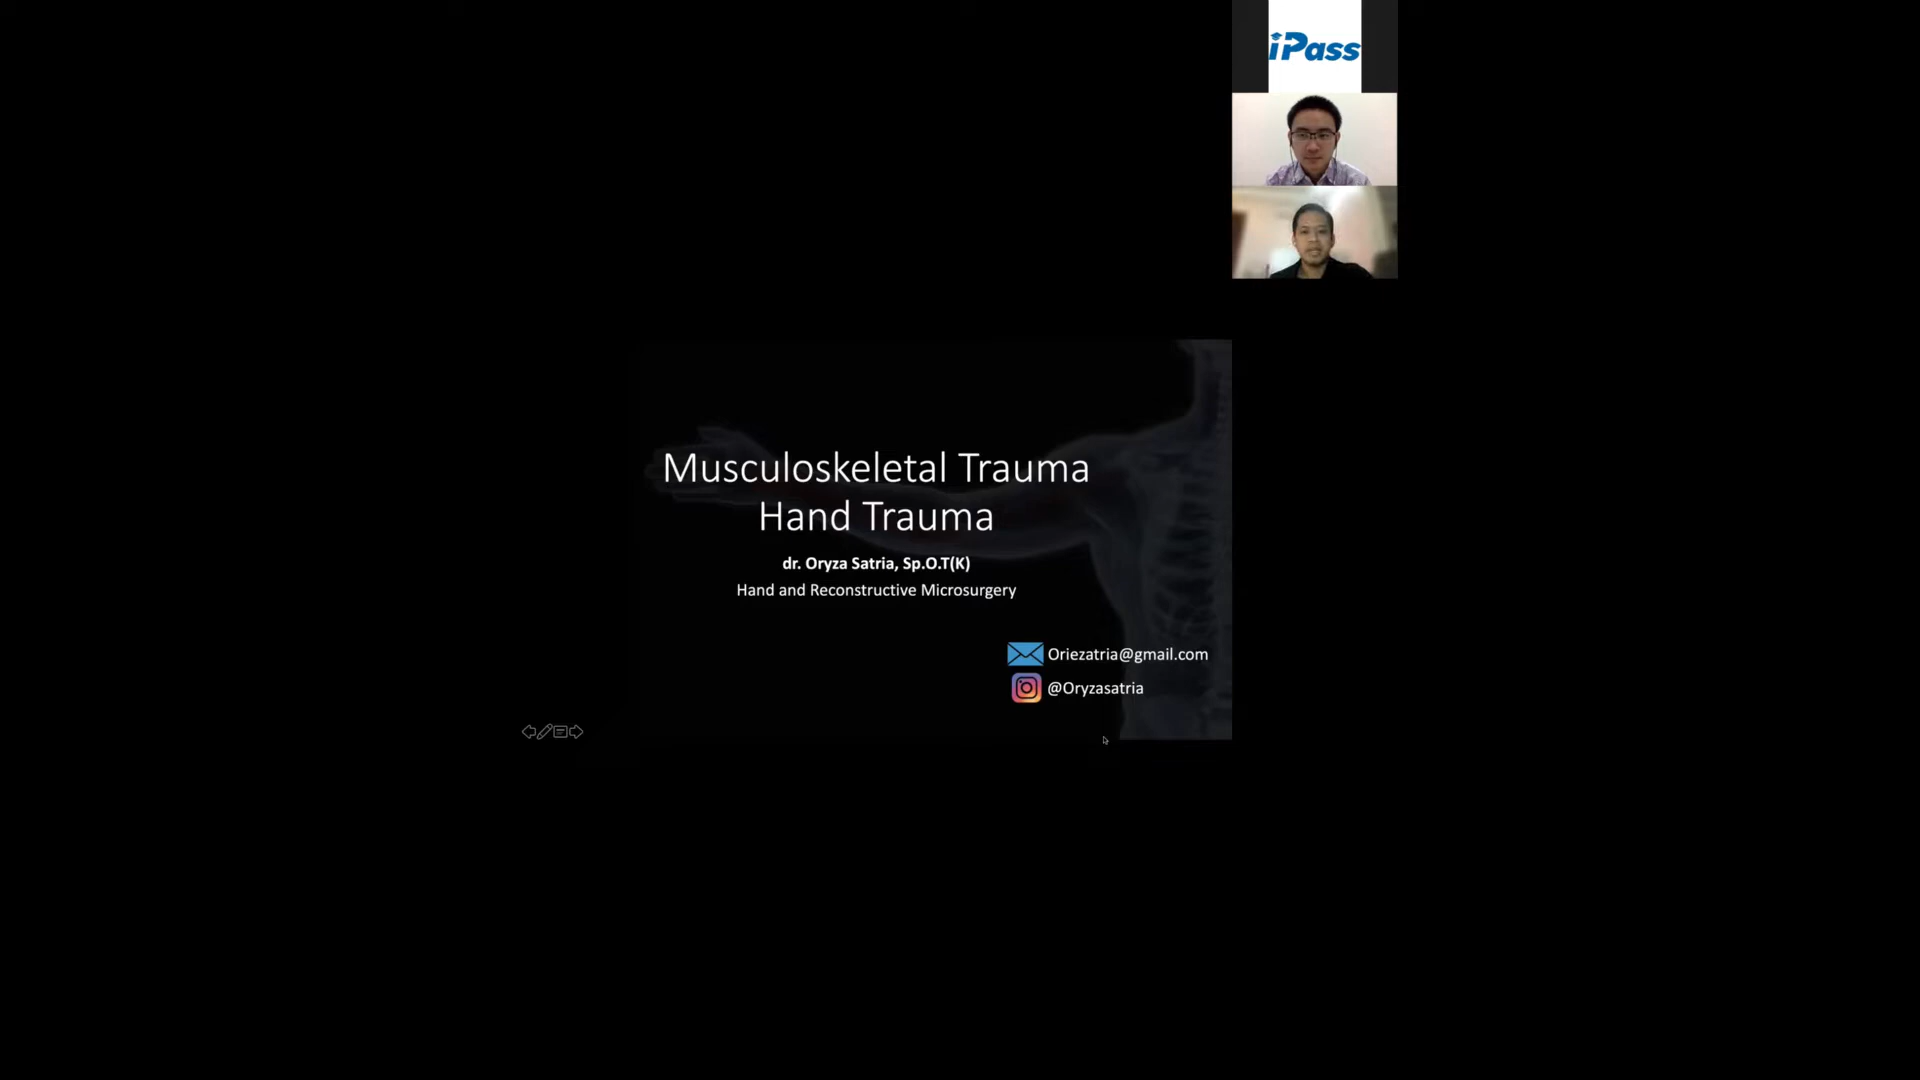 iPass
Musculoskeletal Trauma
Hand Trauma
dr. Oryza Satria, Sp.O.T(K)
Hand and Reconstructive Microsurgery
Oriezatria@gmail.com
@Oryzasatria